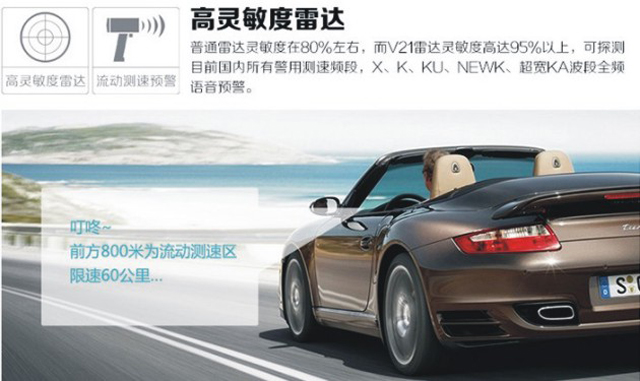 高灵敏度雷达
普通雷达灵敏度在80%左右，而V21雷达灵敏度高达95%以上，可探测
目前国内所有警用测速频段，X、K、KU、NEWK、超宽KA波段全频
语音预警。
高灵敏度雷达
流动测速预警
叮咚~
前方800米为流动测速区
限速60公里...
S
D